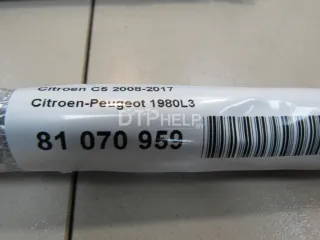 Citroen C5 2008-2017
Citroen-Peugeot 1980L3
81 070 959
DTPHELP